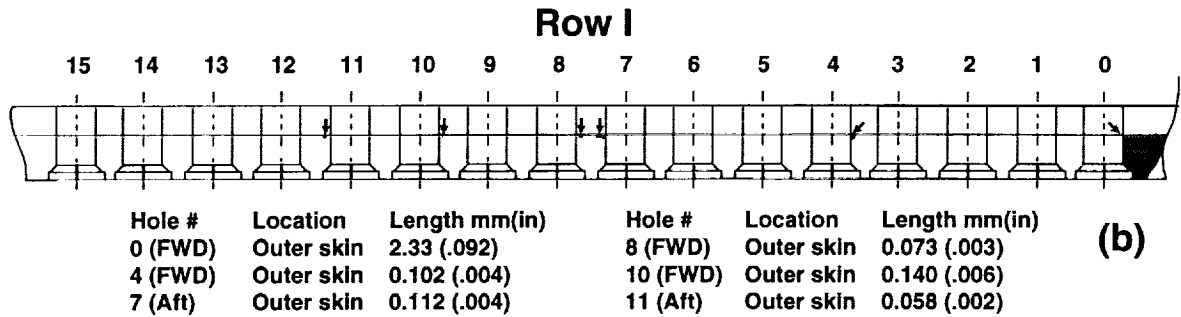 Row I
15 14 13 12 11 10 9 8 7 6 5 4 3 2 1 0
Hole # Location Length mm(in) Hole # Location Length mm(in)
0 (FWD) Outer skin 2.33 (.092) 8 (FWD) Outer skin 0.073 (.003)
4 (FWD) Outer skin 0.102 (.004) 10 (FWD) Outer skin 0.140 (.006)
7 (Aft) Outer skin 0.112 (.004) 11 (Aft) Outer skin 0.058 (.002)
(b)